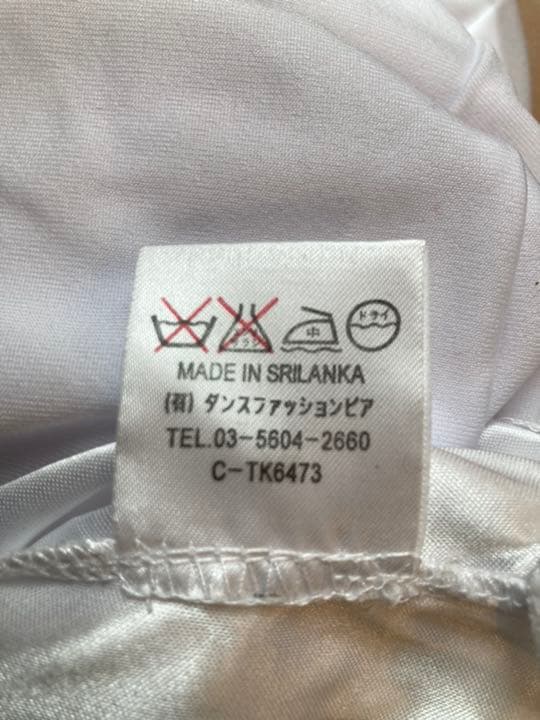 中 ドライ
MADE IN SRILANKA
(有) ダンスファッションピア
TEL.03-5604-2660
C-TK6473